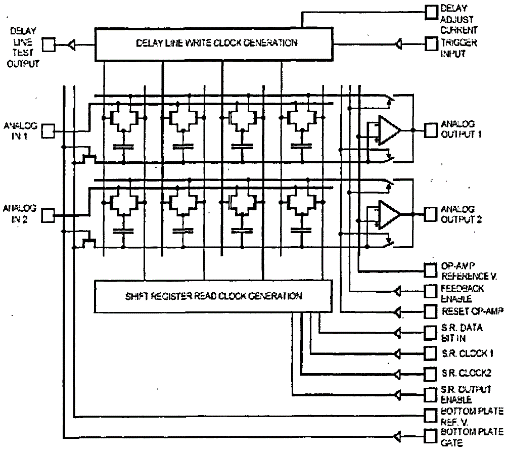 DELAY
ADJUST
CURRENT
DELAY
LINE
TEST
OUTPUT
DELAY LINE WRITE CLOCK GENERATION
TRIGGER
INPUT
ANALOG
IN 1
ANALOG
OUTPUT 1
ANALOG
IN 2
ANALOG
OUTPUT 2
OP-AMP
REFERENCE V.
FEEDBACK
ENABLE
SHIFT REGISTER READ CLOCK GENERATION
RESET OP-AMP
S.R. DATA
BIT IN
S.R. CLOCK 1
S.R. CLOCK2
S.R. OUTPUT
ENABLE
BOTTOM PLATE
REF. V.
BOTTOM PLATE
GATE